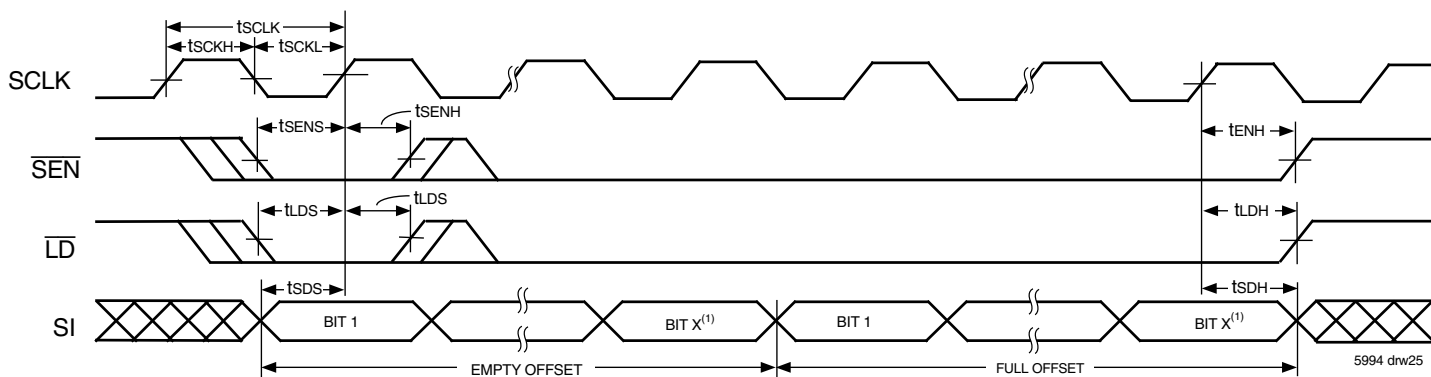 tSCLK
tSCKH tSCKL
SCLK
tSENH
tSENS tENH
SEN
tLDS
tLDS tLDH
LD
tSDS tSDH
SI BIT 1 BIT X(1) BIT 1 BIT X(1)
EMPTY OFFSET FULL OFFSET 5994 drw25